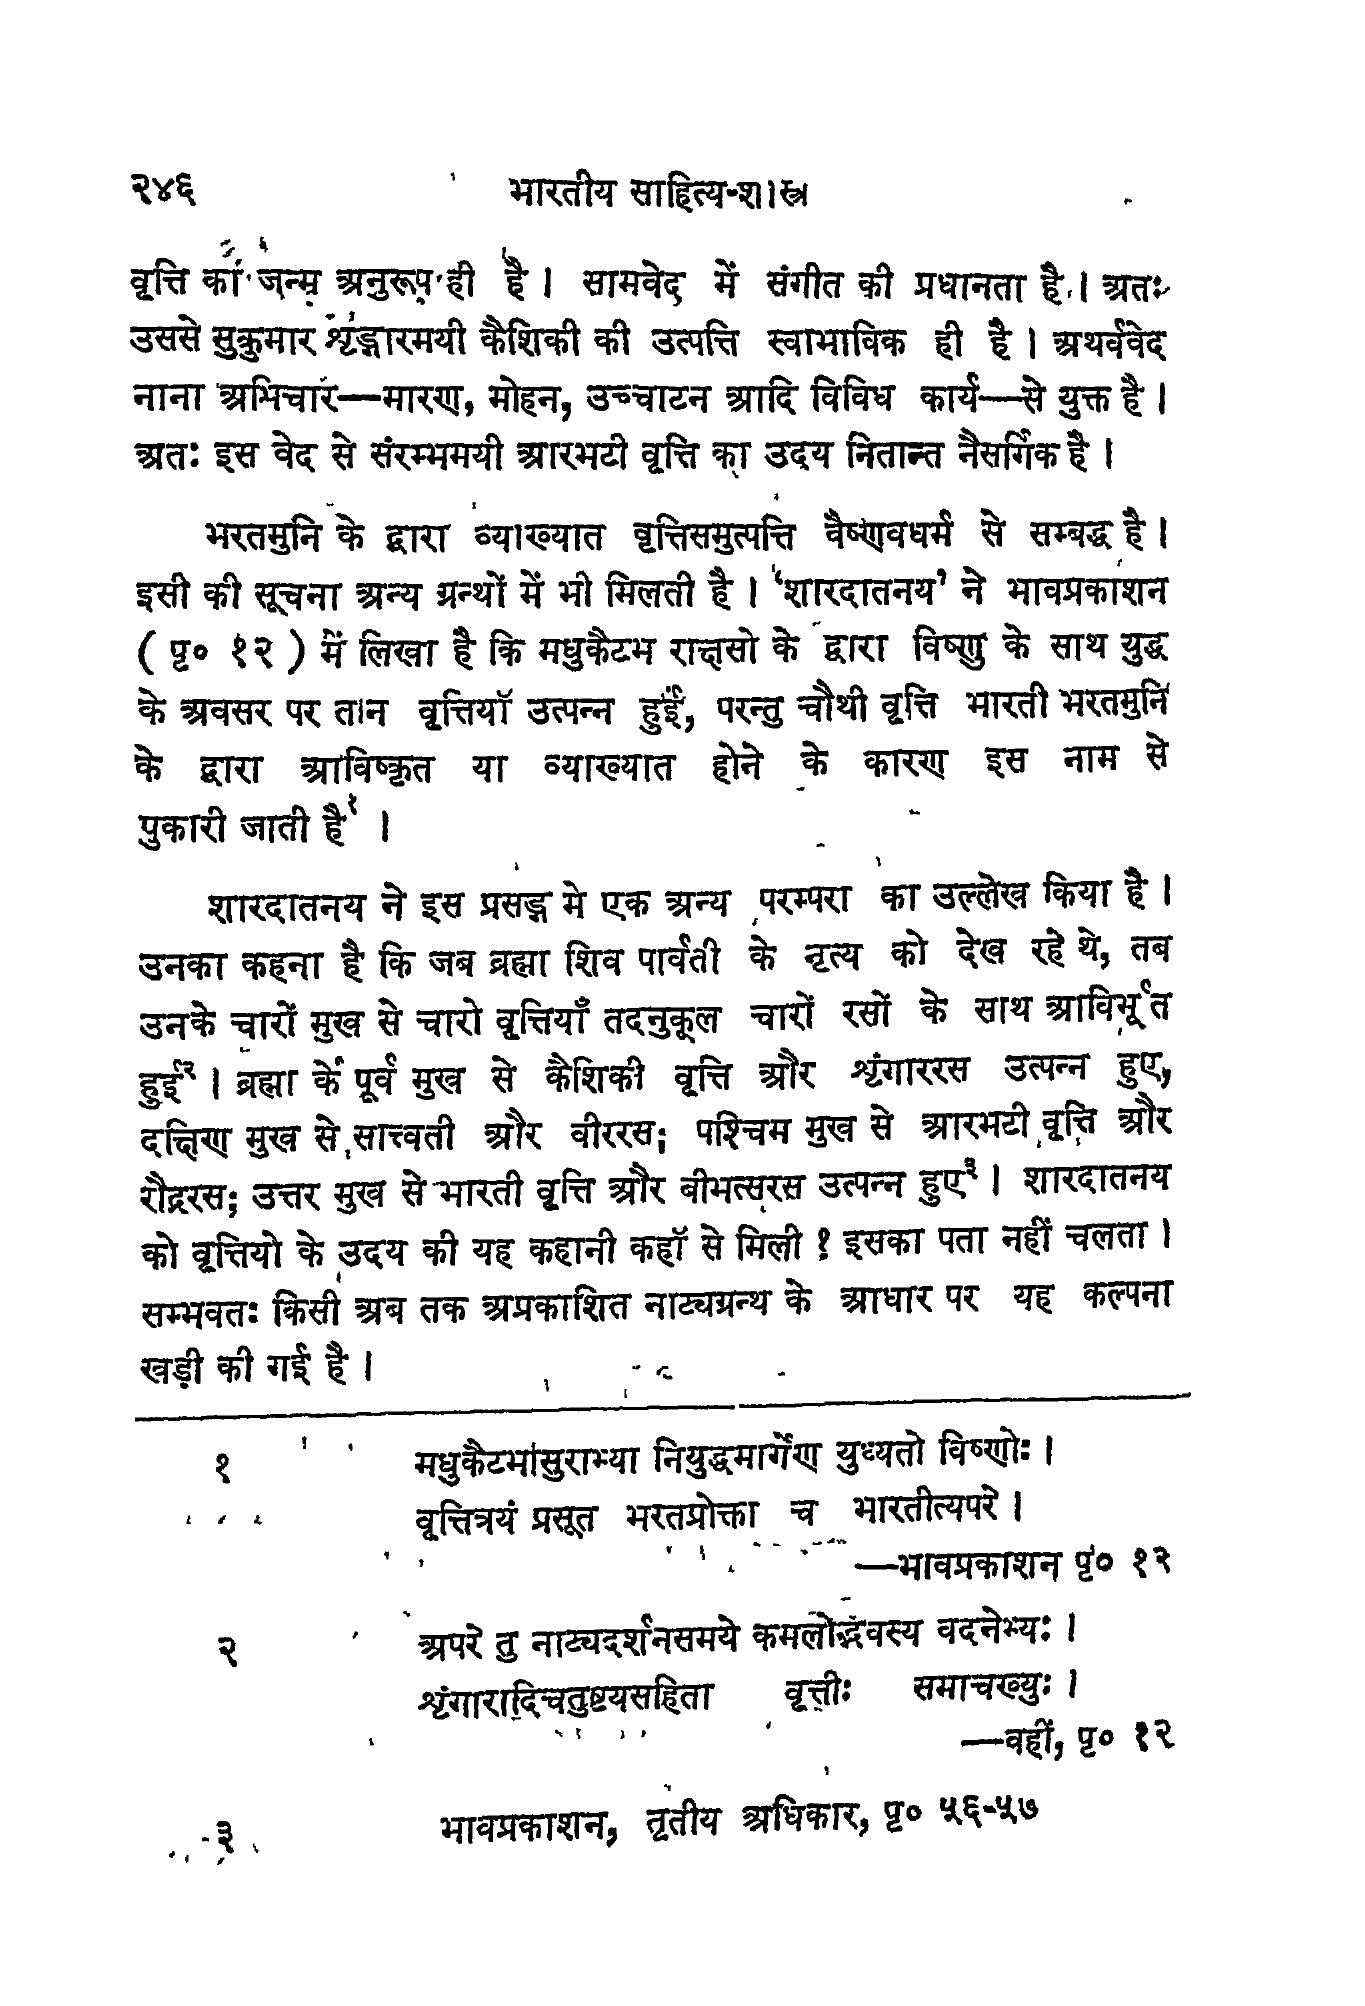 २४६ भारतीय साहित्य-शास्त्र
वृत्ति का जन्म अनुरूप ही है । सामवेद में संगीत की प्रधानता है । अतः
उससे सुकुमार शृंङ्गारमयी कैशिकी की उत्पत्ति स्वाभाविक ही है । अथर्ववेद
नाना अभिचार—मारण, मोहन, उच्चाटन आदि विविध कार्य—से युक्त है ।
अतः इस वेद से संरम्भमयी आरभटी वृत्ति का उदय नितान्त नैसर्गिक है ।
भरतमुनि के द्वारा व्याख्यात वृत्तिसमुत्पत्ति वैष्णवधर्म से सम्बद्ध है ।
इसी की सूचना अन्य ग्रन्थों में भी मिलती है । ‘शारदातनय’ ने भावप्रकाशन
( पृ० १२ ) में लिखा है कि मधुकैटभ राक्षसो के द्वारा विष्णु के साथ युद्ध
के अवसर पर तीन वृत्तियॉ उत्पन्न हुईं, परन्तु चौथी वृत्ति भारती भरतमुनि
के द्वारा आविष्कृत या व्याख्यात होने के कारण इस नाम से
पुकारी जाती है१ ।
शारदातनय ने इस प्रसङ्ग मे एक अन्य परम्परा का उल्लेख किया है ।
उनका कहना है कि जब ब्रह्मा शिव पार्वती के नृत्य को देख रहे थे, तब
उनके चारों मुख से चारो वृत्तियाँ तदनुकूल चारों रसों के साथ आविर्भूत
हुई२ । ब्रह्मा के पूर्व मुख से कैशिकी वृत्ति और शृंगाररस उत्पन्न हुए,
दक्षिण मुख से सात्त्वती और वीररस; पश्चिम मुख से आरभटी वृत्ति और
रौद्ररस; उत्तर मुख से भारती वृत्ति और वीभत्सरस उत्पन्न हुए३ । शारदातनय
को वृत्तियो के उदय की यह कहानी कहॉ से मिली ? इसका पता नहीं चलता ।
सम्भवतः किसी अब तक अप्रकाशित नाट्यग्रन्थ के आधार पर यह कल्पना
खड़ी की गई है ।
१ मधुकैटभासुराभ्या नियुद्धमार्गेण युध्यतो विष्णोः ।
वृत्तित्रयं प्रसूत भरतप्रोक्ता च भारतीत्यपरे ।
—भावप्रकाशन पृ० १२
२ अपरे तु नाट्यदर्शनसमये कमलोद्भवस्य वदनेभ्यः ।
शृंगारादिचतुष्टयसहिता वृत्तीः समाचख्युः ।
—वहीं, पृ० १२
३ भावप्रकाशन, तृतीय अधिकार, पृ० ५६-५७